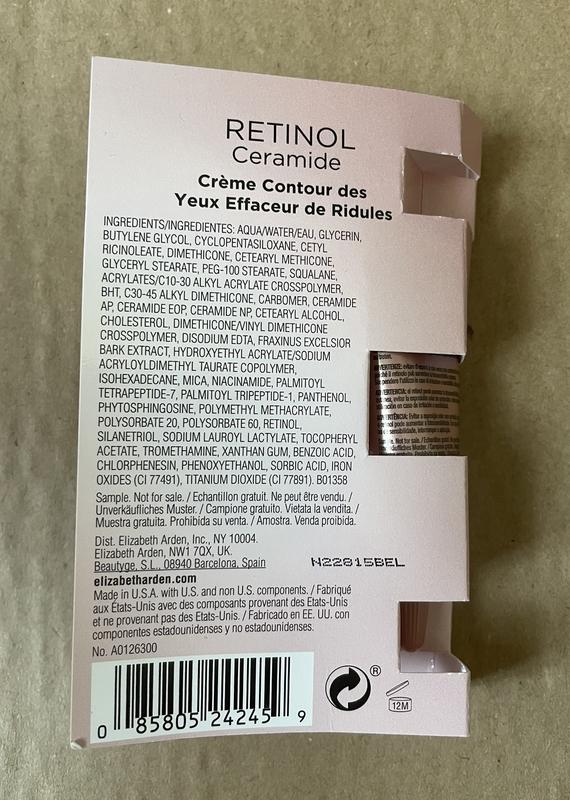 RETINOL
Ceramide
Crème Contour des
Yeux Effaceur de Ridules
INGREDIENTS/INGREDIENTES: AQUA/WATER/EAU, GLYCERIN,
BUTYLENE GLYCOL, CYCLOPENTASILOXANE, CETYL
RICINOLEATE, DIMETHICONE, CETEARYL METHICONE,
GLYCERYL STEARATE, PEG-100 STEARATE, SQUALANE,
ACRYLATES/C10-30 ALKYL ACRYLATE CROSSPOLYMER,
BHT, C30-45 ALKYL DIMETHICONE, CARBOMER, CERAMIDE
AP, CERAMIDE EOP, CERAMIDE NP, CETEARYL ALCOHOL,
CHOLESTEROL, DIMETHICONE/VINYL DIMETHICONE
CROSSPOLYMER, DISODIUM EDTA, FRAXINUS EXCELSIOR
BARK EXTRACT, HYDROXYETHYL ACRYLATE/SODIUM
ACRYLOYLDIMETHYL TAURATE COPOLYMER,
ISOHEXADECANE, MICA, NIACINAMIDE, PALMITOYL
TETRAPEPTIDE-7, PALMITOYL TRIPEPTIDE-1, PANTHENOL,
PHYTOSPHINGOSINE, POLYMETHYL METHACRYLATE,
POLYSORBATE 20, POLYSORBATE 60, RETINOL,
SILANETRIOL, SODIUM LAUROYL LACTYLATE, TOCOPHERYL
ACETATE, TROMETHAMINE, XANTHAN GUM, BENZOIC ACID,
CHLORPHENESIN, PHENOXYETHANOL, SORBIC ACID, IRON
OXIDES (CI 77491), TITANIUM DIOXIDE (CI 77891). B01358
Sample. Not for sale. / Echantillon gratuit. Ne peut être vendu. /
Unverkäufliches Muster. / Campione gratuito. Vietata la vendita. /
Muestra gratuita. Prohibida su venta. / Amostra. Venda proibida.
Dist. Elizabeth Arden, Inc., NY 10004.
Elizabeth Arden, NW1 7QX, UK.
Beautyge, S.L., 08940 Barcelona, Spain
N22815BEL
elizabetharden.com
Made in U.S.A. with U.S. and non U.S. components. / Fabriqué
aux États-Unis avec des composants provenant des Etats-Unis
et ne provenant pas des Etats-Unis. / Fabricado en EE. UU. con
componentes estadounidenses y no estadounidenses.
No. A0126300
0 85805 24245 9
®
12M